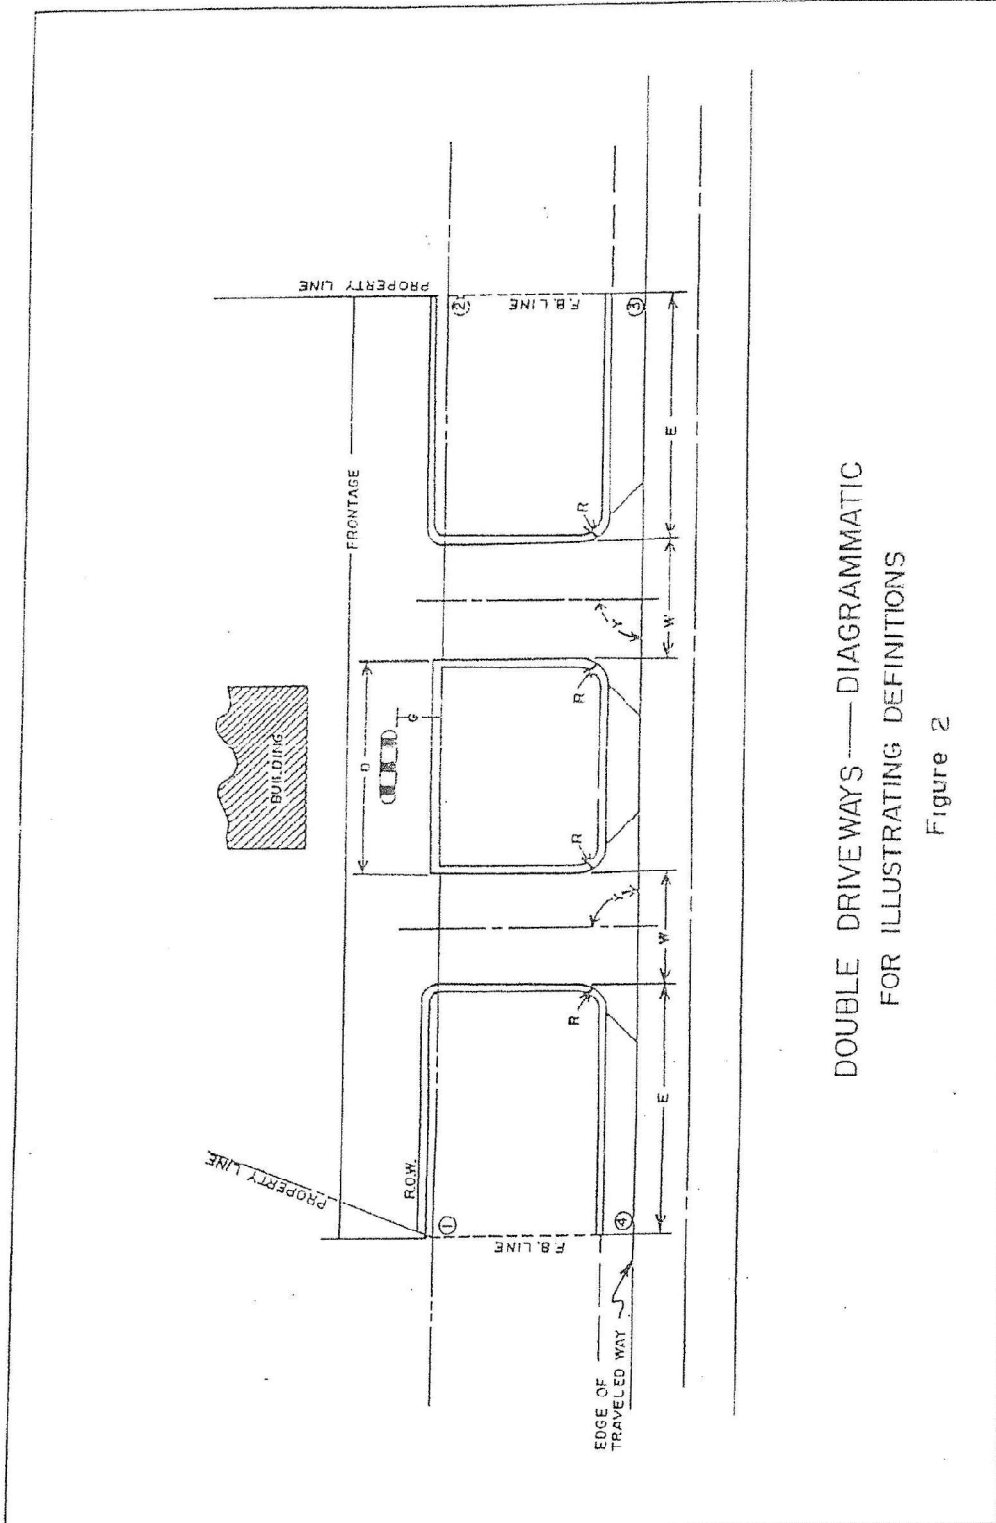 BUILDING
PROPERTY LINE
FRONTAGE
PROPERTY LINE
D
G
R.O.W.
1
2
F.B. LINE
F.B. LINE
R
R
R
R
Y
Y
4
3
E
W
W
E
EDGE OF
TRAVELED WAY
DOUBLE DRIVEWAYS — DIAGRAMMATIC
FOR ILLUSTRATING DEFINITIONS
Figure 2